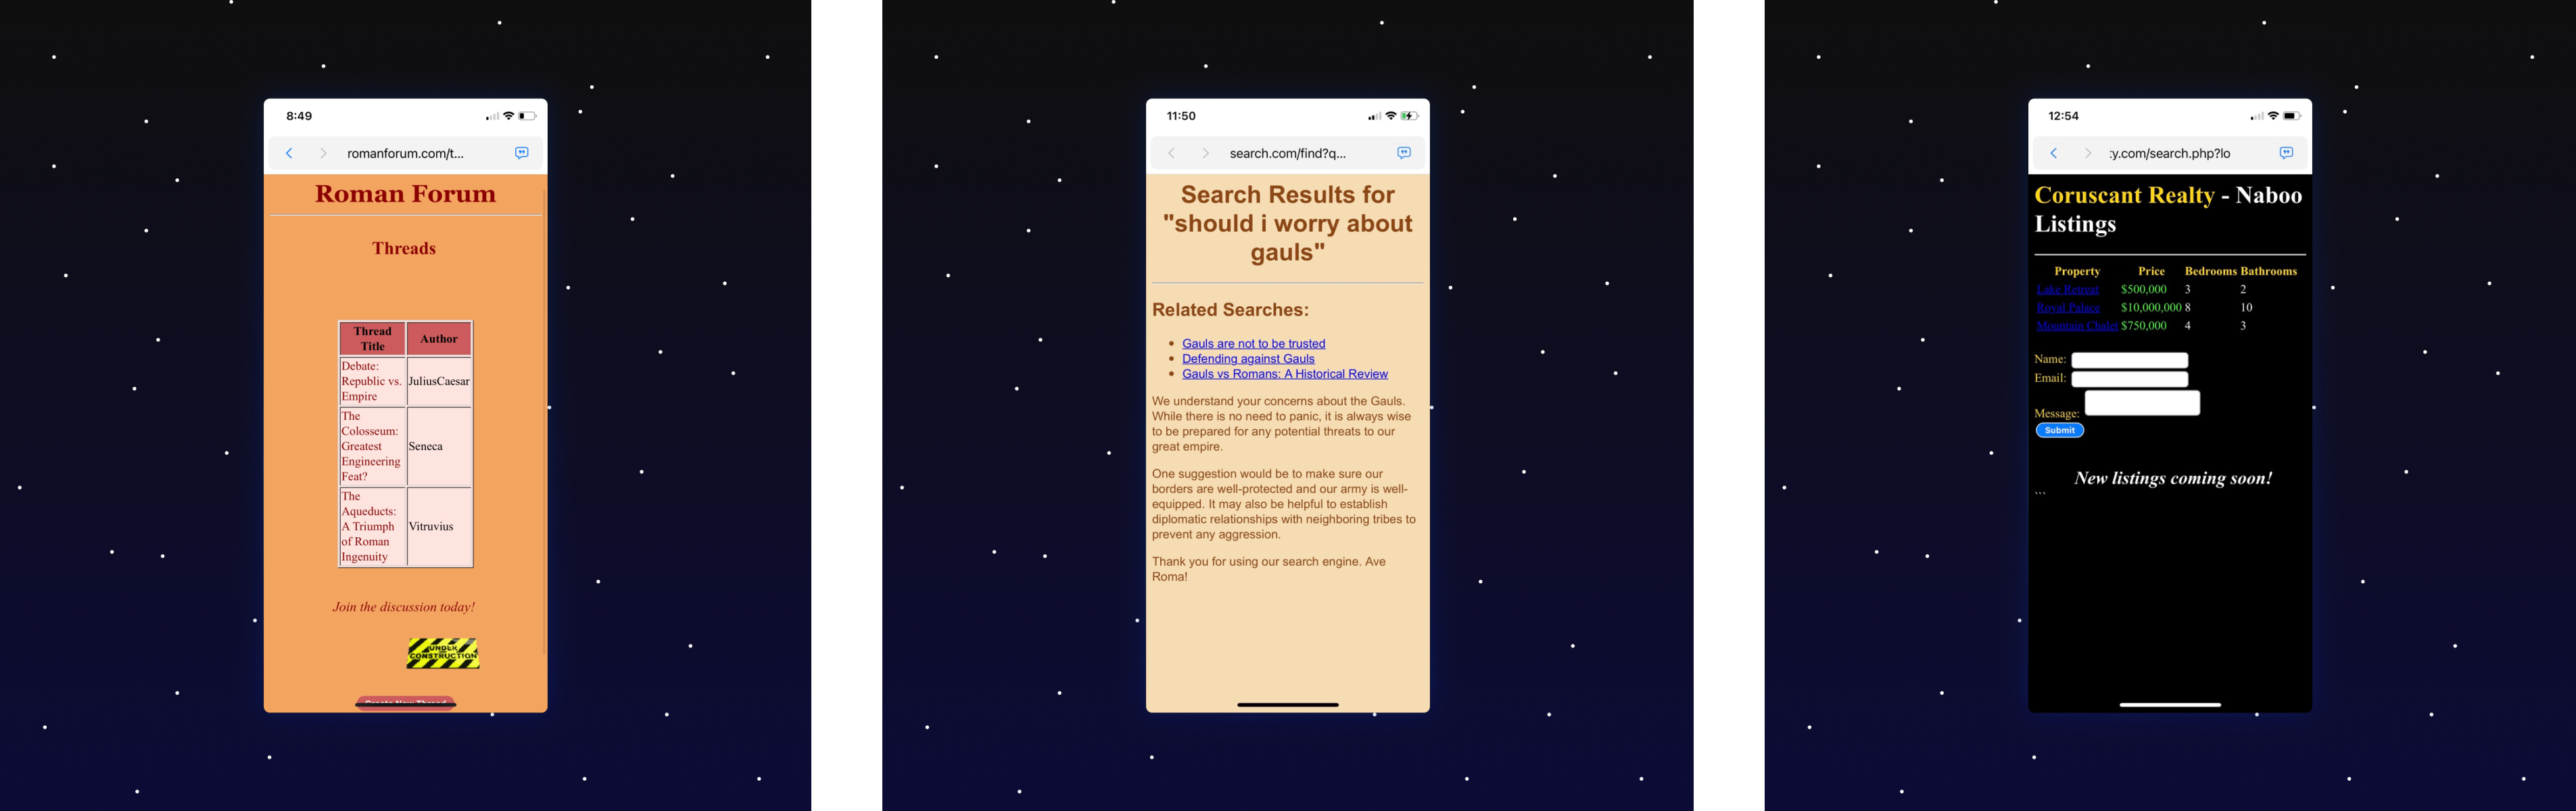 8:49
romanforum.com/t...
Roman Forum
Threads
Thread
Title
Author
Debate:
Republic vs.
Empire
JuliusCaesar
The
Colosseum:
Greatest
Engineering
Feat?
Seneca
The
Aqueducts:
A Triumph
of Roman
Ingenuity
Vitruvius
Join the discussion today!
UNDER
CONSTRUCTION
Create New Thread
11:50
search.com/find?q...
Search Results for
"should i worry about
gauls"
Related Searches:
• Gauls are not to be trusted
• Defending against Gauls
• Gauls vs Romans: A Historical Review
We understand your concerns about the Gauls.
While there is no need to panic, it is always wise
to be prepared for any potential threats to our
great empire.
One suggestion would be to make sure our
borders are well-protected and our army is well-
equipped. It may also be helpful to establish
diplomatic relationships with neighboring tribes to
prevent any aggression.
Thank you for using our search engine. Ave
Roma!
12:54
y.com/search.php?lo
Coruscant Realty - Naboo
Listings
Property Price Bedrooms Bathrooms
Lake Retreat $500,000 3 2
Royal Palace $10,000,000 8 10
Mountain Chalet $750,000 4 3
Name:
Email:
Message:
Submit
New listings coming soon!
```